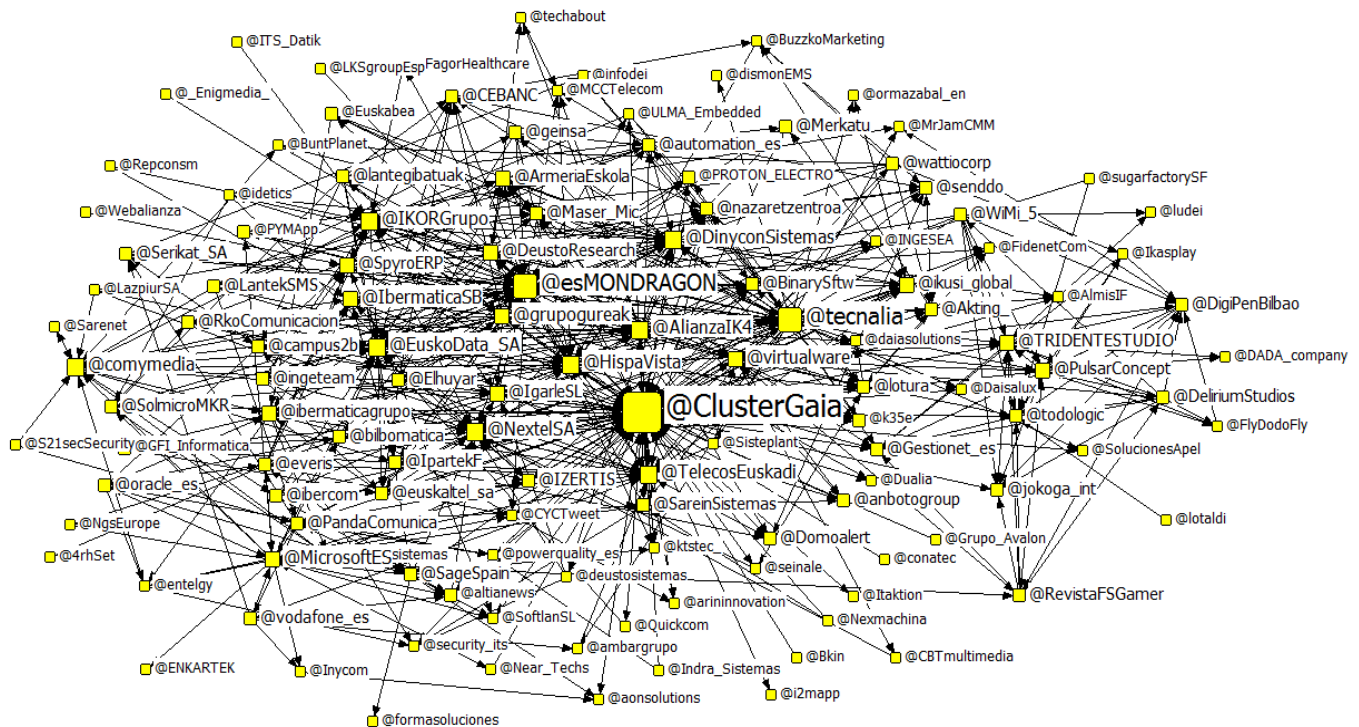 @techabout
@ITS_Datik
@BuzzkoMarketing
@LKSgroupEsp
FagorHealthcare
@infodei
@dismonEMS
@_Enigmedia_
@CEBANC
@MCCTelecom
@ormazabal_en
@Euskabea
@ULMA_Embedded
@Merkatu
@MrJamCMM
@geinsa
@BuntPlanet
@automation_es
@Repconsm
@wattiocorp
@lantegibatuak
@ArmeriaEskola
@PROTON_ELECTRO
@sugarfactorySF
@senddo
@idetics
@Webalianza
@IKORGrupo
@Maser_Mic
@nazaretzentroa
@WiMi_5
@ludei
@PYMApp
@DinyconSistemas
@INGESEA
@FidenetCom
@Ikasplay
@Serikat_SA
@DeustoResearch
@SpyroERP
@LazpiurSA
@LantekSMS
@esMONDRAGON
@BinarySftw
@ikusi_global
@AlmisIF
@IbermaticaSB
@DigiPenBilbao
@Akting
@Sarenet
@RkoComunicacion
@grupogureak
@tecnalia
@AlianzaIK4
@campus2b
@EuskoData_SA
@daiasolutions
@TRIDENTESTUDIO
@comymedia
@HispaVista
@virtualware
@DADA_company
@PulsarConcept
@ingeteam
@Elhuyar
@lotura
@Daisalux
@IgarleSL
@DeliriumStudios
@SolmicroMKR
@ibermaticagrupo
@ClusterGaia
@k35e
@todologic
@FlyDodoFly
@S21secSecurity
@GFI_Informatica
@bilbomatica
@NextelSA
@Sisteplant
@Gestionet_es
@SolucionesApel
@everis
@IpartekF
@TelecosEuskadi
@oracle_es
@ibercom
@euskaltel_sa
@IZERTIS
@Dualia
@jokoga_int
@anbotogroup
@SareinSistemas
@NgsEurope
@PandaComunica
@CYCTweet
@lotaldi
@Domoalert
@Grupo_Avalon
@4rhSet
@MicrosoftES
sistemas
@powerquality_es
@ktstec
@conatec
@entelgy
@SageSpain
@deustosistemas
@seinale
@altianews
@Itaktion
@RevistaFSGamer
@arininnovation
@vodafone_es
@SoftlanSL
@Quickcom
@Nexmachina
@security_its
@ambargrupo
@Bkin
@CBTmultimedia
@ENKARTEK
@Inycom
@Near_Techs
@Indra_Sistemas
@aonsolutions
@i2mapp
@formasoluciones